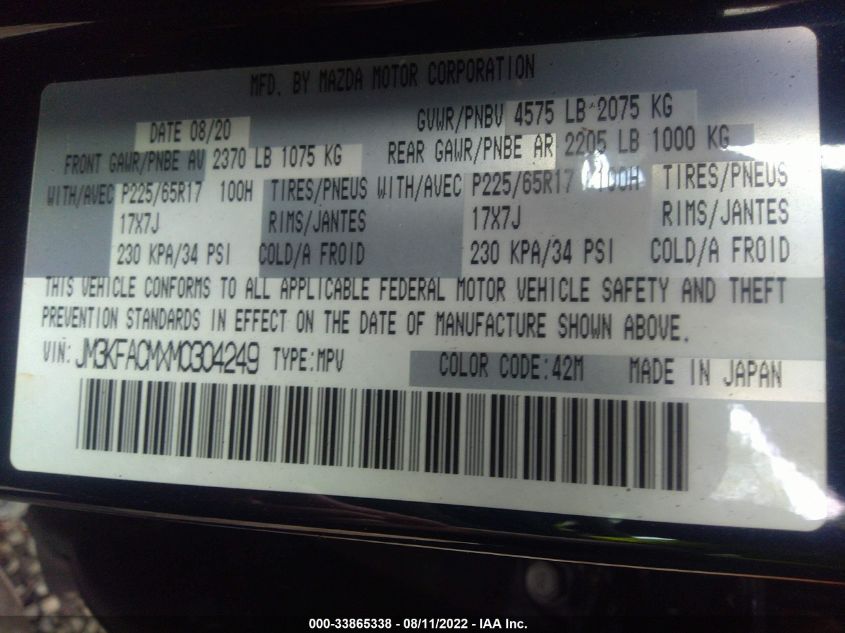 MFD. BY MAZDA MOTOR CORPORATION
DATE 08/20 GVWR/PNBV 4575 LB 2075 KG
FRONT GAWR/PNBE AV 2370 LB 1075 KG REAR GAWR/PNBE AR 2205 LB 1000 KG
WITH/AVEC P225/65R17 100H TIRES/PNEUS WITH/AVEC P225/65R17 100H TIRES/PNEUS
17X7J RIMS/JANTES 17X7J RIMS/JANTES
230 KPA/34 PSI COLD/A FROID 230 KPA/34 PSI COLD/A FROID
THIS VEHICLE CONFORMS TO ALL APPLICABLE FEDERAL MOTOR VEHICLE SAFETY AND THEFT
PREVENTION STANDARDS IN EFFECT ON THE DATE OF MANUFACTURE SHOWN ABOVE.
VIN: JM3KFACMXM0304249 TYPE:MPV COLOR CODE:42M MADE IN JAPAN
000-33865338 - 08/11/2022 - IAA Inc.